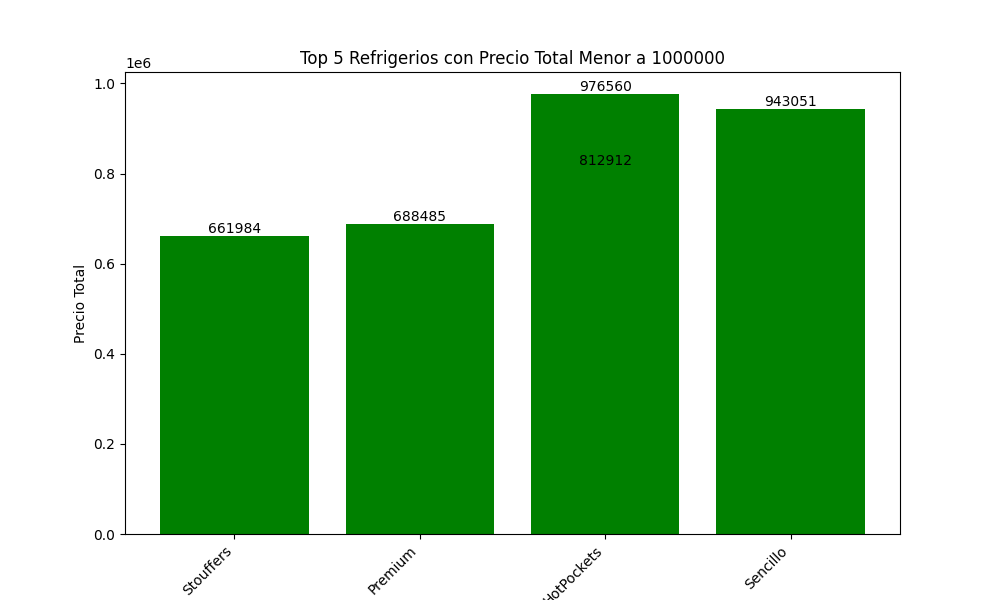 Top 5 Refrigerios con Precio Total Menor a 1000000
1e6
1.0
0.8
0.6
0.4
0.2
0.0
Precio Total
661984
688485
976560
812912
943051
Stouffers
Premium
HotPockets
Sencillo